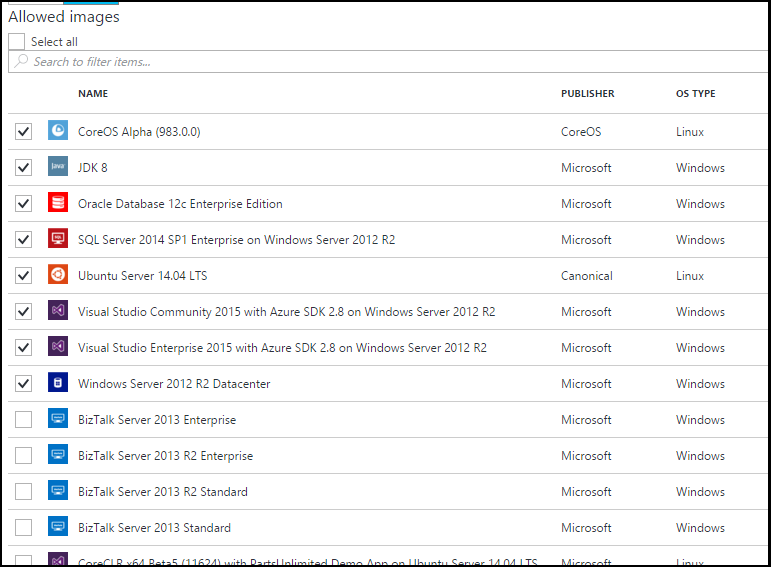 Allowed images
Select all
Search to filter items...
NAME PUBLISHER OS TYPE
CoreOS Alpha (983.0.0) CoreOS Linux
Java JDK 8 Microsoft Windows
Oracle Database 12c Enterprise Edition Microsoft Windows
SQL Server 2014 SP1 Enterprise on Windows Server 2012 R2 Microsoft Windows
Ubuntu Server 14.04 LTS Canonical Linux
Visual Studio Community 2015 with Azure SDK 2.8 on Windows Server 2012 R2 Microsoft Windows
Visual Studio Enterprise 2015 with Azure SDK 2.8 on Windows Server 2012 R2 Microsoft Windows
Windows Server 2012 R2 Datacenter Microsoft Windows
BizTalk Server 2013 Enterprise Microsoft Windows
BizTalk Server 2013 R2 Enterprise Microsoft Windows
BizTalk Server 2013 R2 Standard Microsoft Windows
BizTalk Server 2013 Standard Microsoft Windows
CoreCLR x64 Beta5 (11624) with PartsUnlimited Demo App on Ubuntu Server 14.04 LTS Microsoft Linux